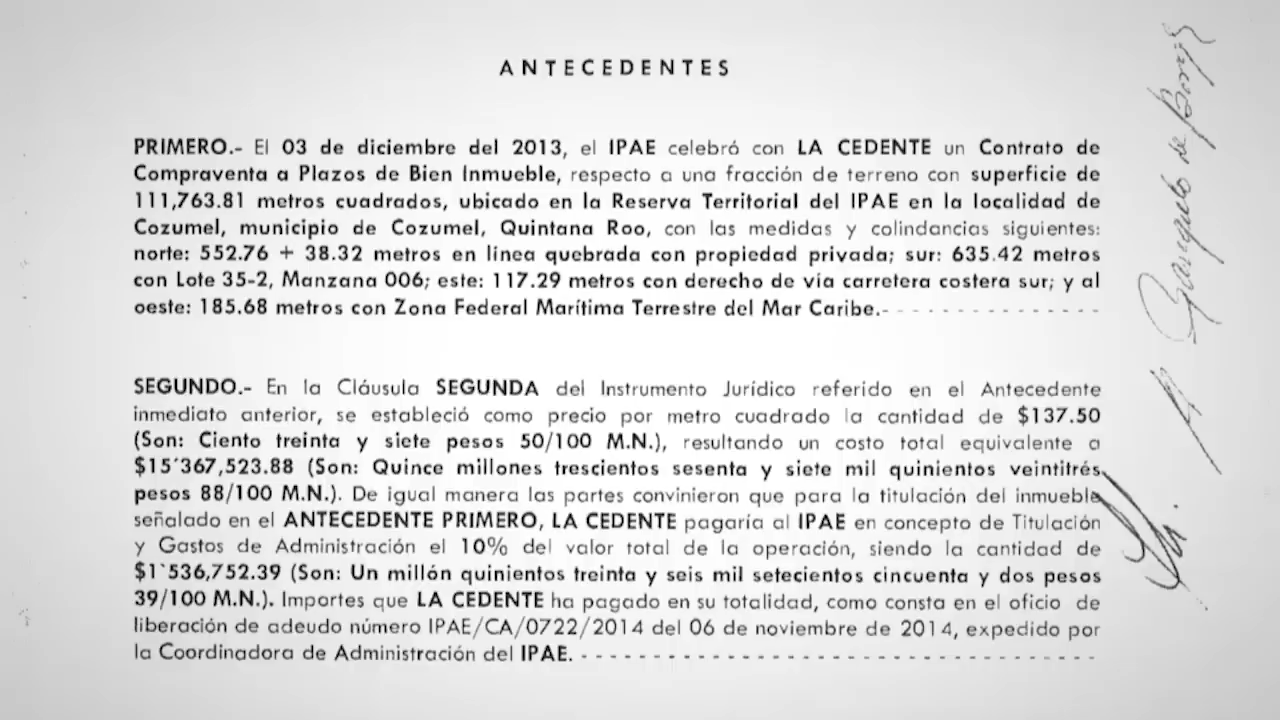 ANTECEDENTES
PRIMERO.- El 03 de diciembre del 2013, el IPAE celebró con LA CEDENTE un Contrato de
Compraventa a Plazos de Bien Inmueble, respecto a una fracción de terreno con superficie de
111,763.81 metros cuadrados, ubicado en la Reserva Territorial del IPAE en la localidad de
Cozumel, municipio de Cozumel, Quintana Roo, con las medidas y colindancias siguientes:
norte: 552.76 + 38.32 metros en línea quebrada con propiedad privada; sur: 635.42 metros
con Lote 35-2, Manzana 006; este: 117.29 metros con derecho de vía carretera costera sur; y al
oeste: 185.68 metros con Zona Federal Marítima Terrestre del Mar Caribe.- - - - - - - - - - - - - - -
SEGUNDO.- En la Cláusula SEGUNDA del Instrumento Jurídico referido en el Antecedente
inmediato anterior, se estableció como precio por metro cuadrado la cantidad de $137.50
(Son: Ciento treinta y siete pesos 50/100 M.N.), resultando un costo total equivalente a
$15´367,523.88 (Son: Quince millones trescientos sesenta y siete mil quinientos veintitrés
pesos 88/100 M.N.). De igual manera las partes convinieron que para la titulación del inmueble
señalado en el ANTECEDENTE PRIMERO, LA CEDENTE pagaría al IPAE en concepto de Titulación
y Gastos de Administración el 10% del valor total de la operación, siendo la cantidad de
$1`536,752.39 (Son: Un millón quinientos treinta y seis mil setecientos cincuenta y dos pesos
39/100 M.N.). Importes que LA CEDENTE ha pagado en su totalidad, como consta en el oficio de
liberación de adeudo número IPAE/CA/0722/2014 del 06 de noviembre de 2014, expedido por
la Coordinadora de Administración del IPAE. - - - - - - - - - - - - - - - - - - - - - - - - - - - - - - - - - - -